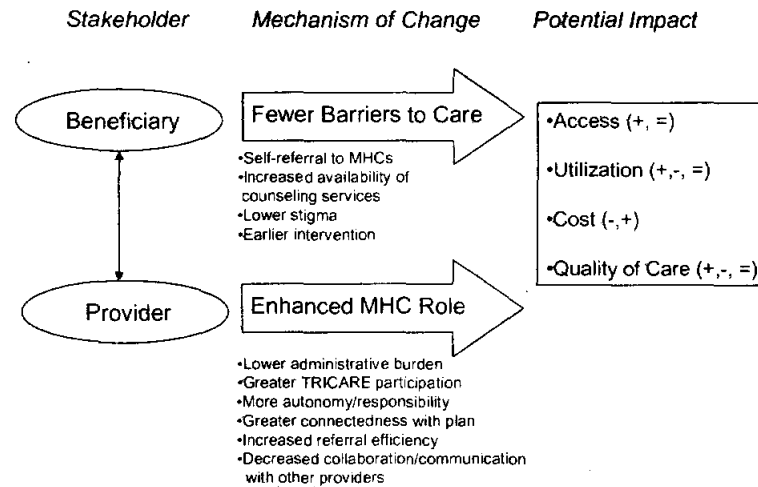 Stakeholder Mechanism of Change Potential Impact
Beneficiary
Fewer Barriers to Care
•Self-referral to MHCs
•Increased availability of
counseling services
•Lower stigma
•Earlier intervention
Provider
Enhanced MHC Role
•Lower administrative burden
•Greater TRICARE participation
•More autonomy/responsibility
•Greater connectedness with plan
•Increased referral efficiency
•Decreased collaboration/communication
with other providers
•Access (+, =)
•Utilization (+,-, =)
•Cost (-,+)
•Quality of Care (+,-, =)